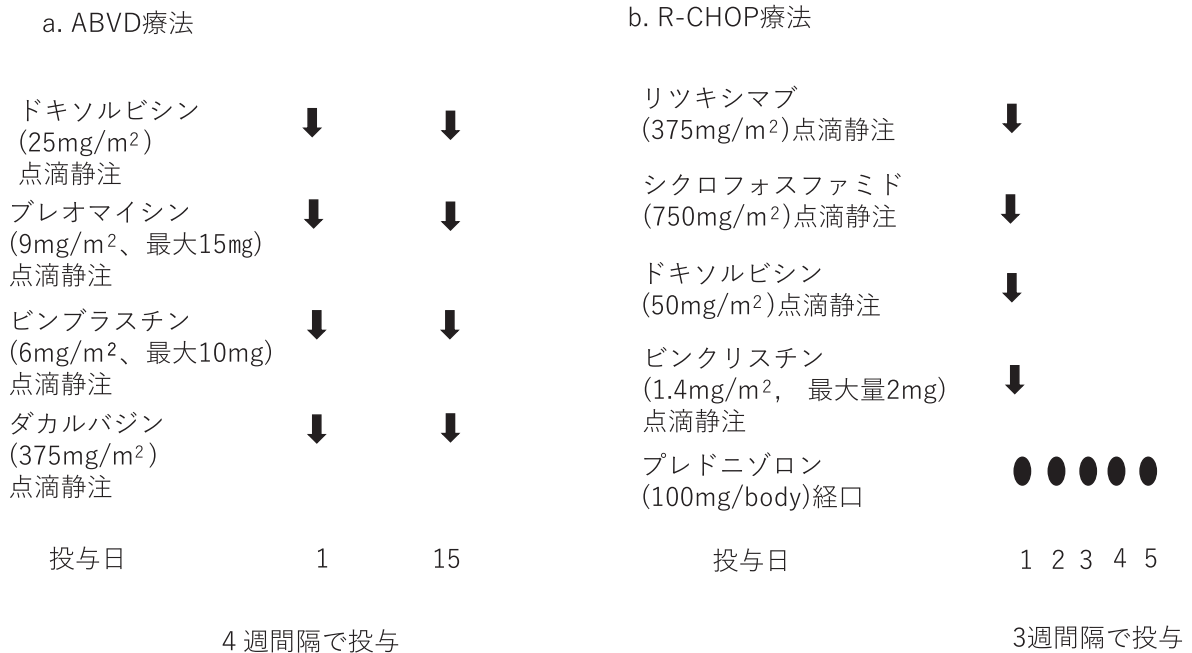 a. ABVD療法
ドキソルビシン
(25mg/m²)
点滴静注
ブレオマイシン
(9mg/m²、最大15㎎)
点滴静注
ビンブラスチン
(6mg/m²、最大10mg)
点滴静注
ダカルバジン
(375mg/m²)
点滴静注
投与日 1 15
4 週間隔で投与
b. R-CHOP療法
リツキシマブ
(375mg/m²)点滴静注
シクロフォスファミド
(750mg/m²)点滴静注
ドキソルビシン
(50mg/m²)点滴静注
ビンクリスチン
(1.4mg/m², 最大量2mg)
点滴静注
プレドニゾロン
(100mg/body)経口
投与日 1 2 3 4 5
3週間隔で投与